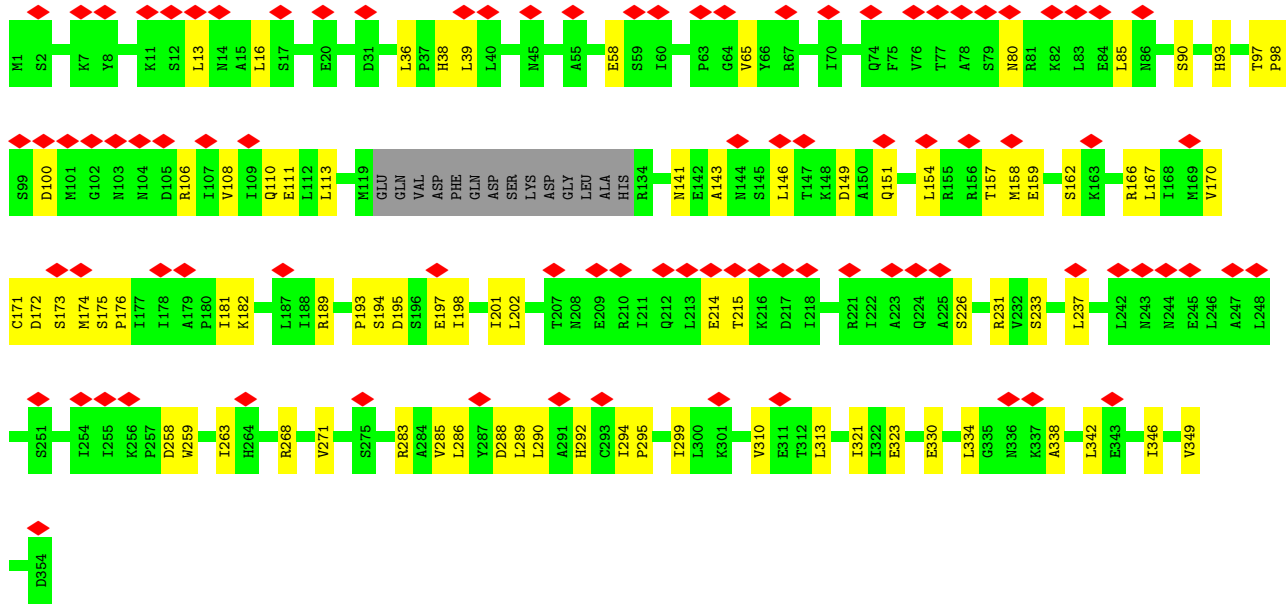 M1 S2 K7 Y8 K11 S12 L13 N14 A15 L16 S17 E20 D31 L36 P37 H38 L39 L40 N45 A55 E58 S59 I60 P63 G64 V65 Y66 R67 I70 Q74 F75 V76 T77 A78 S79 N80 R81 K82 L83 E84 L85 N86 S90 H93 T97 P98
S99 D100 M101 G102 N103 N104 D105 R106 I107 V108 I109 Q110 E111 L112 L113 M119 GLU GLN VAL ASP PHE GLN ASP SER LYS ASP GLY LEU ALA HIS R134 N141 E142 A143 N144 S145 L146 T147 K148 D149 A150 Q151 L154 R155 R156 T157 M158 E159 S162 K163 R166 L167 I168 M169 V170
C171 D172 S173 M174 S175 P176 I177 I178 A179 P180 I181 K182 L187 I188 R189 P193 S194 D195 S196 E197 I198 I201 L202 T207 N208 E209 R210 I211 Q212 L213 E214 T215 K216 D217 I218 R221 I222 A223 Q224 A225 S226 R231 V232 S233 L237 L242 N243 N244 E245 L246 A247 L248
S251 I254 I255 K256 P257 D258 W259 I263 H264 R268 V271 S275 R283 A284 V285 L286 Y287 D288 L289 L290 A291 H292 C293 I294 P295 I299 L300 K301 V310 E311 T312 L313 I321 I322 E323 E330 L334 G335 N336 K337 A338 L342 E343 I346 V349
D354